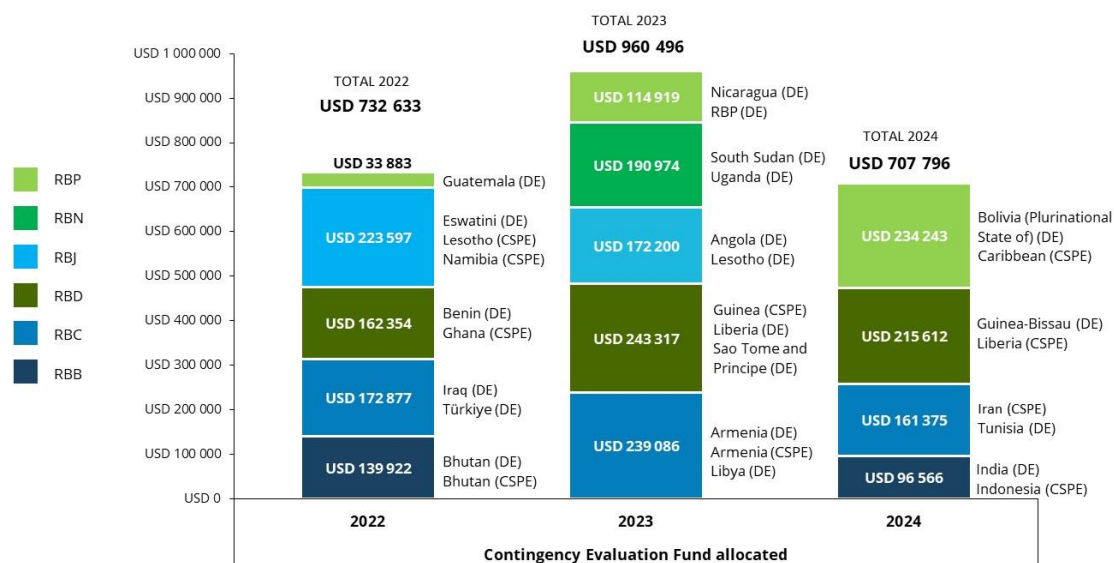 TOTAL 2023
USD 960 496
USD 1 000 000
USD 900 000
USD 800 000
USD 700 000
USD 600 000
USD 500 000
USD 400 000
USD 300 000
USD 200 000
USD 100 000
USD 0
RBP
RBN
RBJ
RBD
RBC
RBB
TOTAL 2022
USD 732 633
USD 33 883
Guatemala (DE)
USD 223 597
Eswatini (DE)
Lesotho (CSPE)
Namibia (CSPE)
USD 162 354
Benin (DE)
Ghana (CSPE)
USD 172 877
Iraq (DE)
Türkiye (DE)
USD 139 922
Bhutan (DE)
Bhutan (CSPE)
USD 114 919
Nicaragua (DE)
RBP (DE)
USD 190 974
South Sudan (DE)
Uganda (DE)
USD 172 200
Angola (DE)
Lesotho (DE)
USD 243 317
Guinea (CSPE)
Liberia (DE)
Sao Tome and
Principe (DE)
USD 239 086
Armenia (DE)
Armenia (CSPE)
Libya (DE)
TOTAL 2024
USD 707 796
USD 234 243
Bolivia (Plurinational
State of) (DE)
Caribbean (CSPE)
USD 215 612
Guinea-Bissau (DE)
Liberia (CSPE)
USD 161 375
Iran (CSPE)
Tunisia (DE)
USD 96 566
India (DE)
Indonesia (CSPE)
2022
2023
2024
Contingency Evaluation Fund allocated